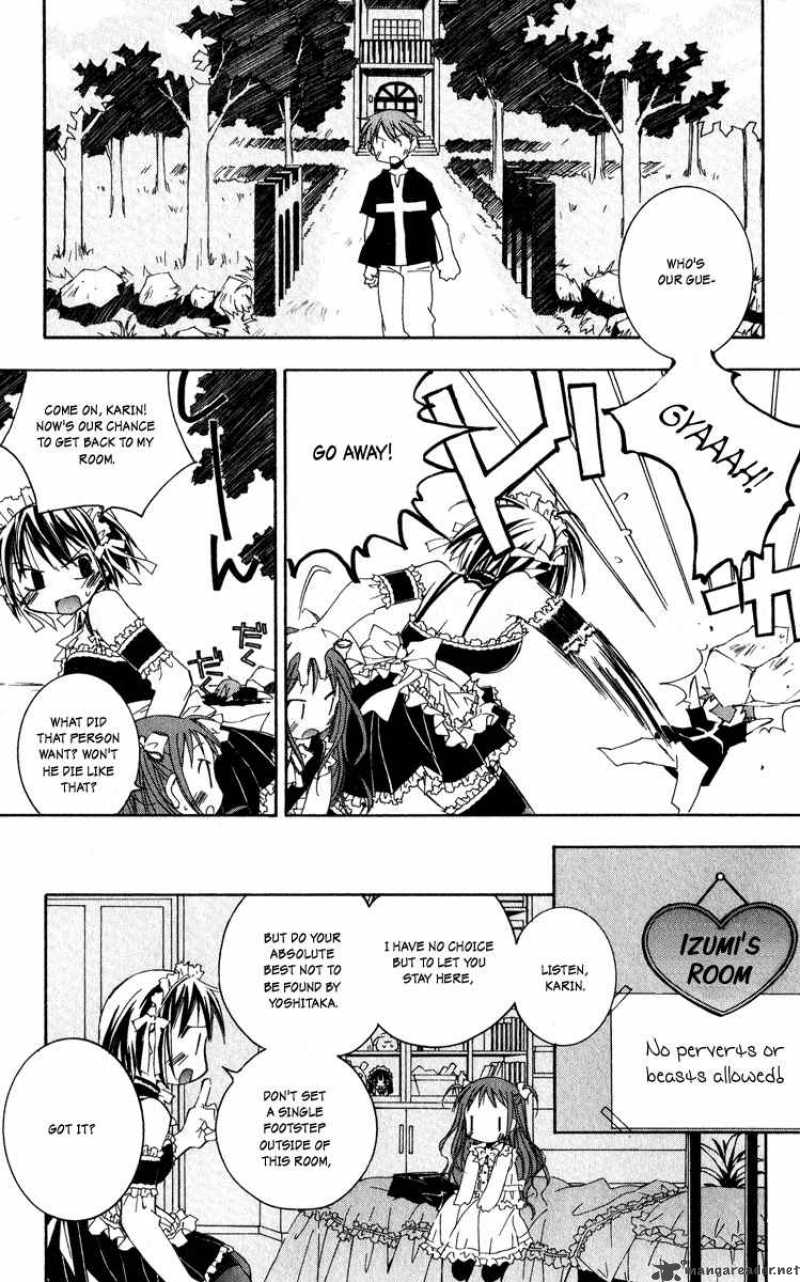 WHO'S
OUR GUE-
GYAAAH!
GO AWAY!
COME ON, KARIN!
NOW'S OUR CHANCE
TO GET BACK TO MY
ROOM.
WHAT DID
THAT PERSON
WANT? WON'T
HE DIE LIKE
THAT?
IZUMI'S
ROOM
No perverts or
beasts allowed!
LISTEN,
KARIN.
I HAVE NO CHOICE
BUT TO LET YOU
STAY HERE,
BUT DO YOUR
ABSOLUTE
BEST NOT TO
BE FOUND BY
YOSHITAKA.
DON'T SET
A SINGLE
FOOTSTEP
OUTSIDE OF
THIS ROOM,
GOT IT?
mangareader.net